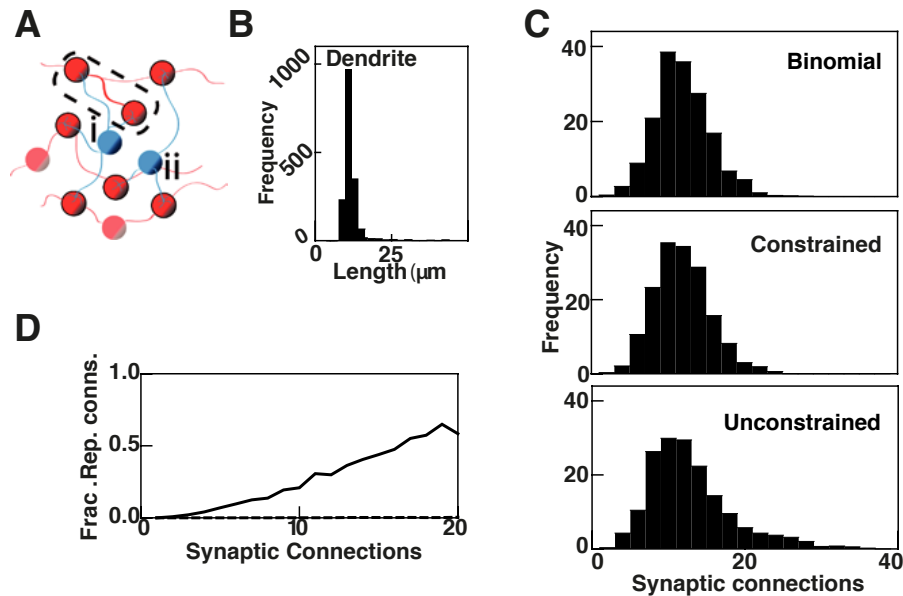 A
i
ii
B
Dendrite
1000
500
0
Frequency
0
25
Length (µm
C
Binomial
40
20
0
Constrained
40
20
0
Frequency
Unconstrained
40
20
0
0
20
40
Synaptic connections
D
1.0
0.5
0.0
Frac .Rep. conns.
0
10
20
Synaptic Connections